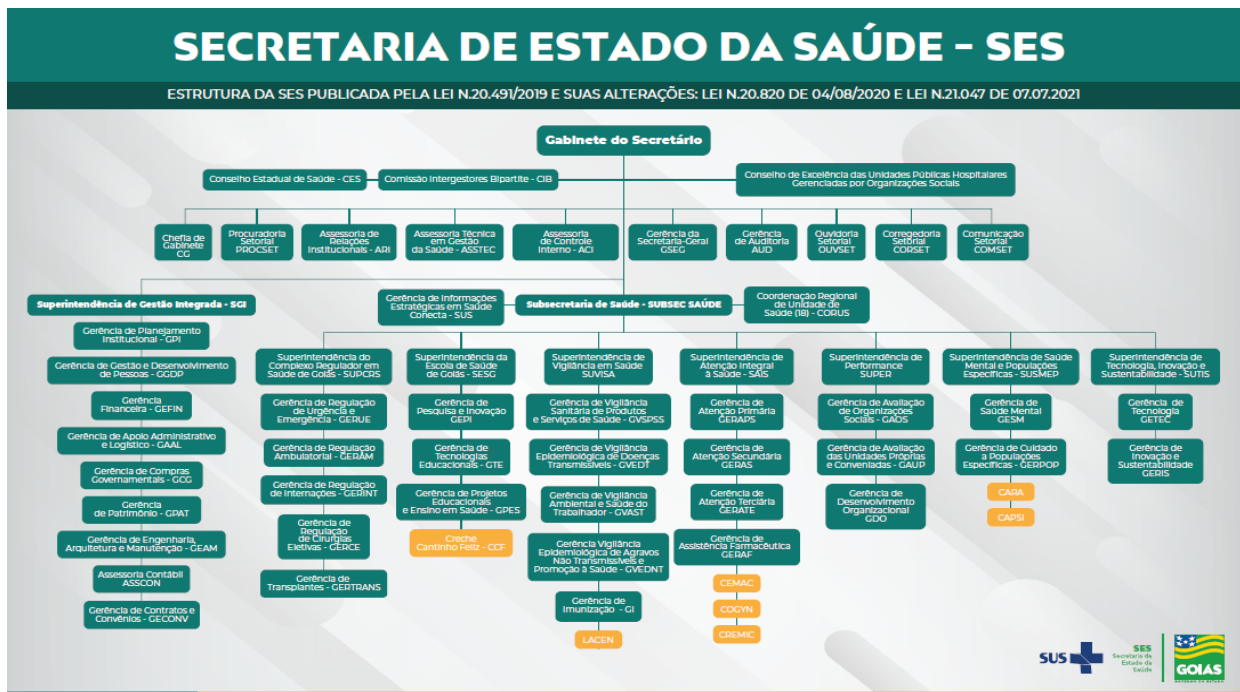 SECRETARIA DE ESTADO DA SAÚDE - SES
ESTRUTURA DA SES PUBLICADA PELA LEI N.20.491/2019 E SUAS ALTERAÇÕES: LEI N.20.820 DE 04/08/2020 E LEI N.21.047 DE 07.07.2021
Gabinete do Secretário
Conselho Estadual de Saúde - CES
Comissão Intergestores Bipartite - CIB
Conselho de Excelência das Unidades Públicas Hospitalares
Gerenciadas por Organizações Sociais
Chefia de
Gabinete
CG
Procuradoria
Setorial
PROCSET
Assessoria de
Relações
Institucionais - ARI
Assessoria Técnica
em Gestão
da Saúde - ASSTEC
Assessoria
de Controle
Interno - ACI
Gerência da
Secretaria-Geral
GSEG
Gerência
de Auditoria
AUD
Ouvidoria
Setorial
OUVSET
Corregedoria
Setorial
CORSET
Comunicação
Setorial
COMSET
Superintendência de Gestão Integrada - SGI
Gerência de Informações
Estratégicas em Saúde
Conecta - SUS
Subsecretaria de Saúde - SUBSEC SAÚDE
Coordenação Regional
de Unidade de
Saúde (18) - CORUS
Gerência de Planejamento
Institucional - GPI
Gerência de Gestão e Desenvolvimento
de Pessoas - GGDP
Gerência
Financeira - GEFIN
Gerência de Apoio Administrativo
e Logístico - GAAL
Gerência de Compras
Governamentais - GCG
Gerência
de Patrimônio - GPAT
Gerência de Engenharia,
Arquitetura e Manutenção - GEAM
Assessoria Contábil
ASSCON
Gerência de Contratos e
Convênios - GECONV
Superintendência do
Complexo Regulador em
Saúde de Goiás - SUPCRS
Gerência de Regulação
de Urgência e
Emergência - GERUE
Gerência de Regulação
Ambulatorial - GERAM
Gerência de Regulação
de Internações - GERINT
Gerência de
Regulação
de Cirurgias
Eletivas - GERCE
Gerência de
Transplantes - GERTRANS
Superintendência da
Escola de Saúde
de Goiás - SESG
Gerência de
Pesquisa e Inovação
GEPI
Gerência de
Tecnologias
Educacionais - GTE
Gerência de Projetos
Educacionais
e Ensino em Saúde - GPES
Creche
Cantinho Feliz - CCF
Superintendência de
Vigilância em Saúde
SUVISA
Gerência de Vigilância
Sanitária de Produtos
e Serviços de Saúde - GVSPSS
Gerência de Vigilância
Epidemiológica de Doenças
Transmissíveis - GVEDT
Gerência de Vigilância
Ambiental e Saúde do
Trabalhador - GVAST
Gerência Vigilância
Epidemiológica de Agravos
Não Transmissíveis e
Promoção à Saúde - GVEDNT
Gerência de
Imunização - GI
LACEN
Superintendência de
Atenção Integral
à Saúde - SAIS
Gerência de
Atenção Primária
GERAPS
Gerência de
Atenção Secundária
GERAS
Gerência de
Atenção Terciária
GERATE
Gerência de
Assistência Farmacêutica
GERAF
CEMAC
COGYN
CREMIC
Superintendência de
Performance
SUPER
Gerência de Avaliação
de Organizações
Sociais - GAOS
Gerência de Avaliação
das Unidades Próprias
e Conveniadas - GAUP
Gerência de
Desenvolvimento
Organizacional
GDO
Superintendência de Saúde
Mental e Populações
Específicas - SUSMEP
Gerência de
Saúde Mental
GESM
Gerência de Cuidado
a Populações
Específicas - GERPOP
CARA
CAPSI
Superintendência de
Tecnologia, Inovação e
Sustentabilidade - SUTIS
Gerência de
Tecnologia
GETEC
Gerência de
Inovação e
Sustentabilidade
GERIS
SUS
SES
Secretaria de
Estado da
Saúde
GOIÁS